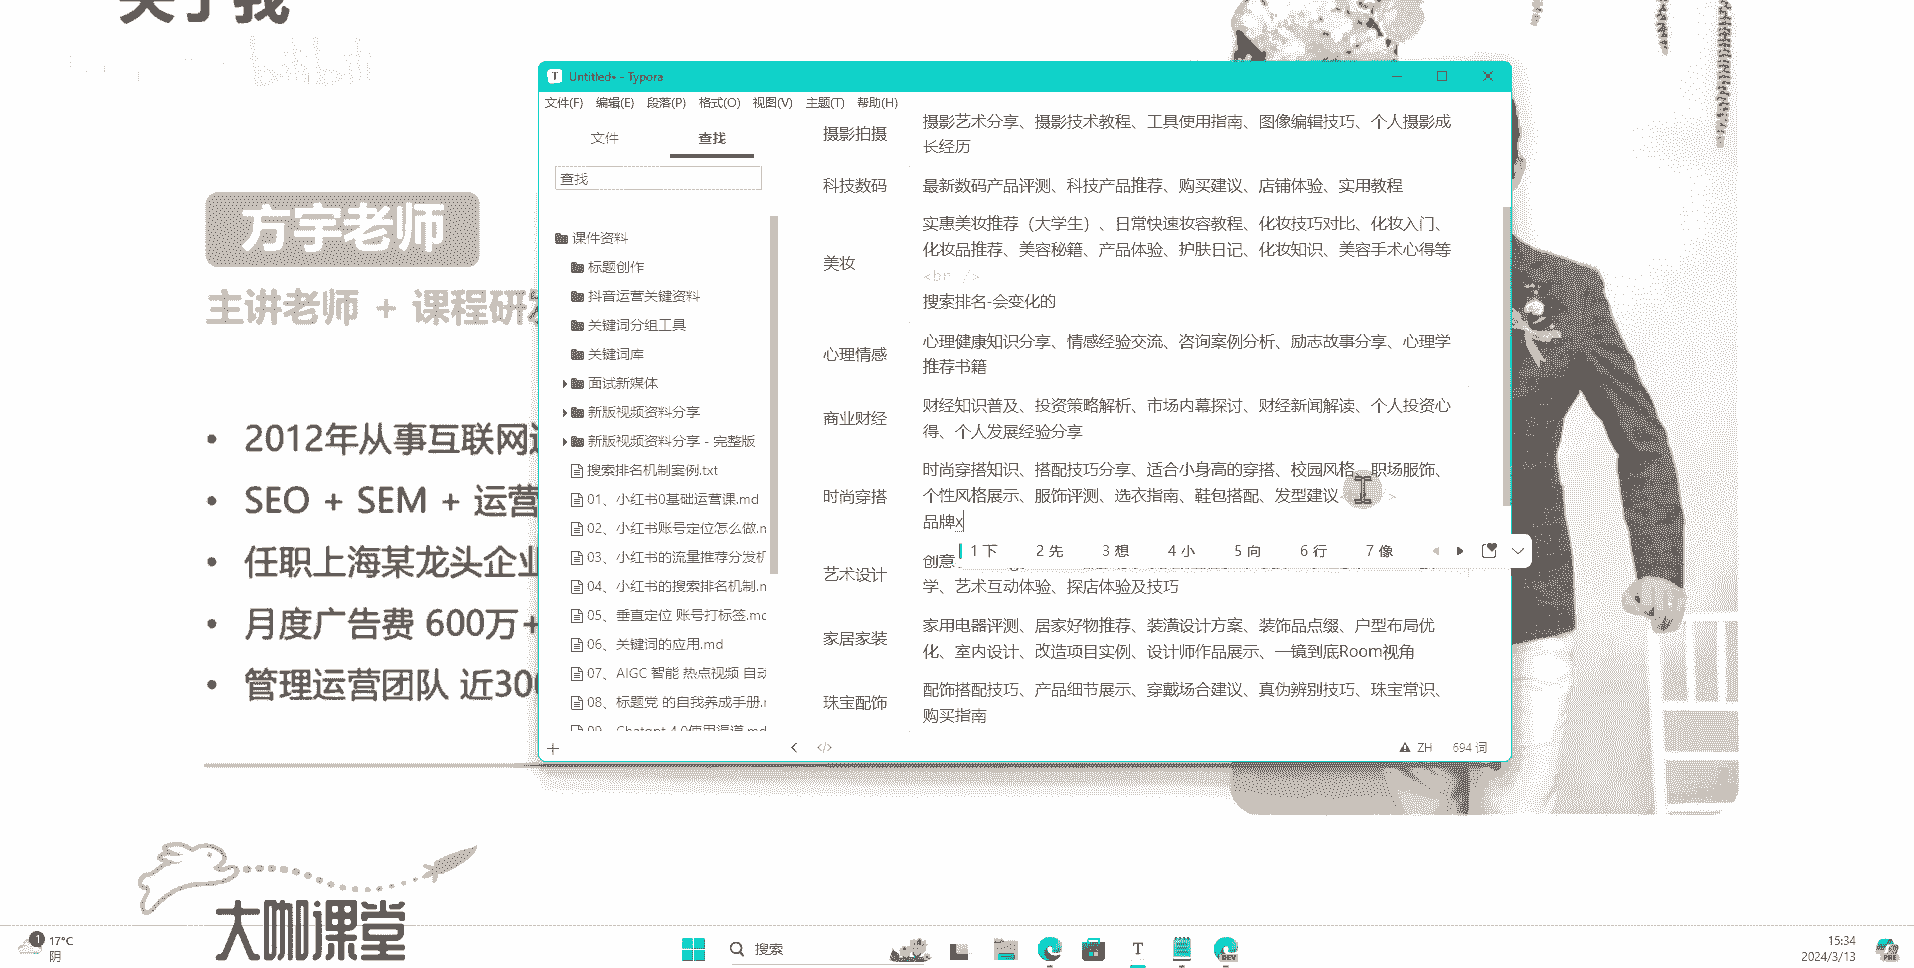 关于我
bilibili
方宇老师
主讲老师 + 课程研发
• 2012年从事互联网运
• SEO + SEM + 运营
• 任职上海某龙头企业
• 月度广告费 600万+
• 管理运营团队 近300
大咖课堂
Untitled• - Typora
文件(F) 编辑(E) 段落(P) 格式(O) 视图(V) 主题(T) 帮助(H)
文件 查找
查找
课件资料
标题创作
抖音运营关键资料
关键词分组工具
关键词库
面试新媒体
新版视频资料分享
新版视频资料分享 - 完整版
搜索排名机制案例.txt
01、小红书0基础运营课.md
02、小红书账号定位怎么做.m
03、小红书的流量推荐分发机
04、小红书的搜索排名机制.m
05、垂直定位 账号打标签.mc
06、关键词的应用.md
07、AIGC 智能 热点视频 自动
08、标题党 的自我养成手册.r
09、Chatgpt 4.0使用渠道.md
摄影拍摄
摄影艺术分享、摄影技术教程、工具使用指南、图像编辑技巧、个人摄影成
长经历
科技数码
最新数码产品评测、科技产品推荐、购买建议、店铺体验、实用教程
美妆
实惠美妆推荐（大学生）、日常快速妆容教程、化妆技巧对比、化妆入门、
化妆品推荐、美容秘籍、产品体验、护肤日记、化妆知识、美容手术心得等
<br />
搜索排名-会变化的
心理情感
心理健康知识分享、情感经验交流、咨询案例分析、励志故事分享、心理学
推荐书籍
商业财经
财经知识普及、投资策略解析、市场内幕探讨、财经新闻解读、个人投资心
得、个人发展经验分享
时尚穿搭
时尚穿搭知识、搭配技巧分享、适合小身高的穿搭、校园风格、职场服饰、
个性风格展示、服饰评测、选衣指南、鞋包搭配、发型建议
品牌x
1 下 2 先 3 想 4 小 5 向 6 行 7 像
艺术设计
创意
学、艺术互动体验、探店体验及技巧
家居家装
家用电器评测、居家好物推荐、装潢设计方案、装饰品点缀、户型布局优
化、室内设计、改造项目实例、设计师作品展示、一镜到底Room视角
珠宝配饰
配饰搭配技巧、产品细节展示、穿戴场合建议、真伪辨别技巧、珠宝常识、
购买指南
ZH 694 词
1
17°C
阴
搜索
T
DEV
15:34
2024/3/13
PRE